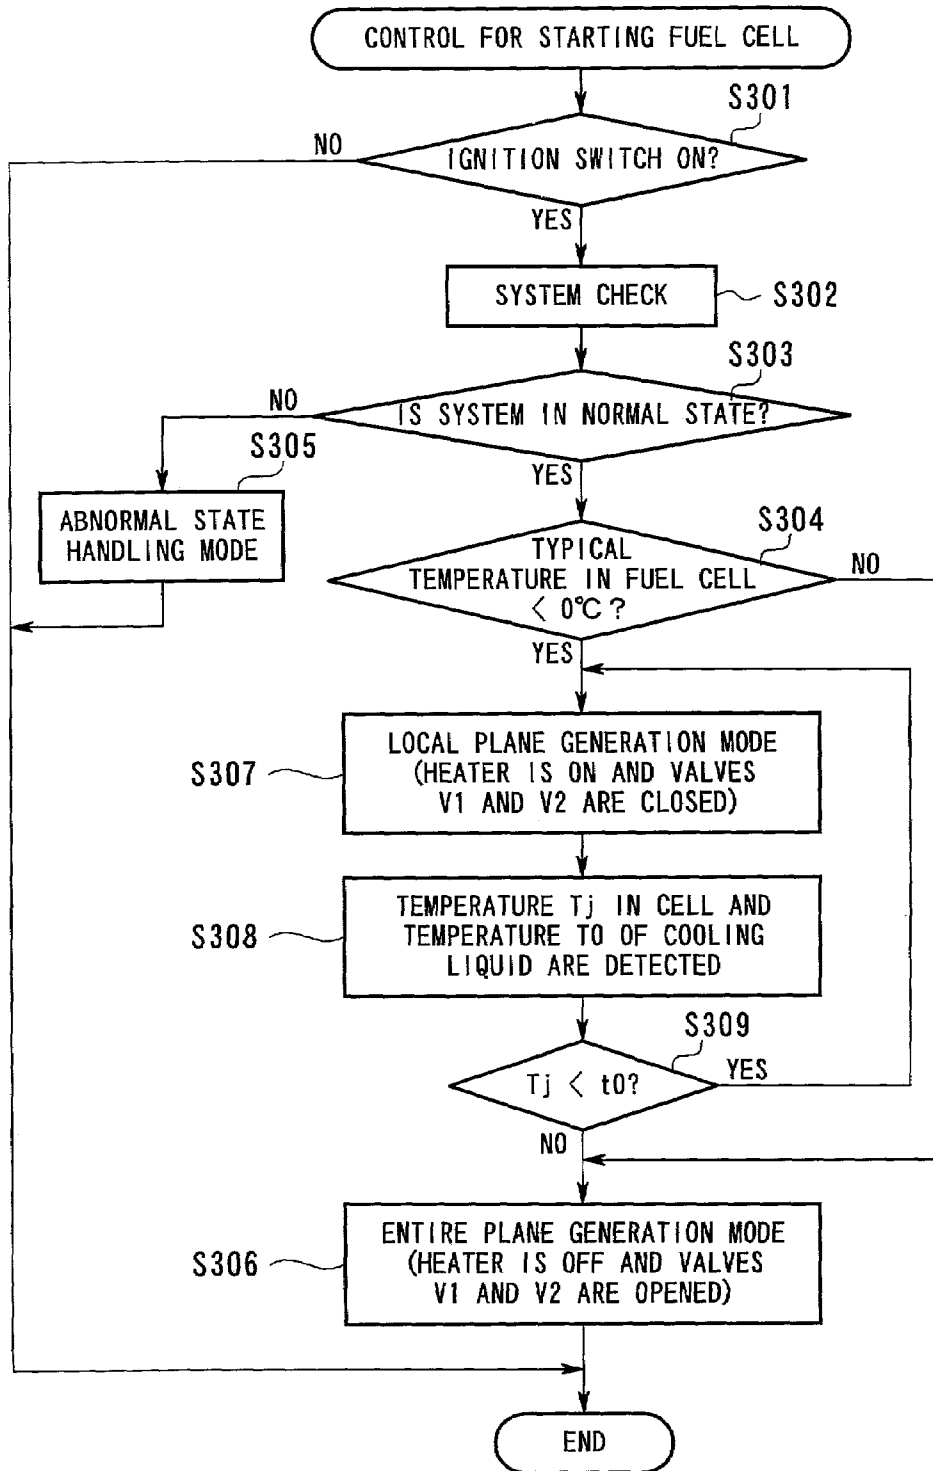 CONTROL FOR STARTING FUEL CELL
S301
NO
IGNITION SWITCH ON?
YES
SYSTEM CHECK
S302
S303
NO
IS SYSTEM IN NORMAL STATE?
S305
YES
ABNORMAL STATE
HANDLING MODE
S304
TYPICAL
TEMPERATURE IN FUEL CELL
< 0℃?
NO
YES
S307
LOCAL PLANE GENERATION MODE
(HEATER IS ON AND VALVES
V1 AND V2 ARE CLOSED)
S308
TEMPERATURE Tj IN CELL AND
TEMPERATURE T0 OF COOLING
LIQUID ARE DETECTED
S309
Tj < t0?
YES
NO
S306
ENTIRE PLANE GENERATION MODE
(HEATER IS OFF AND VALVES
V1 AND V2 ARE OPENED)
END